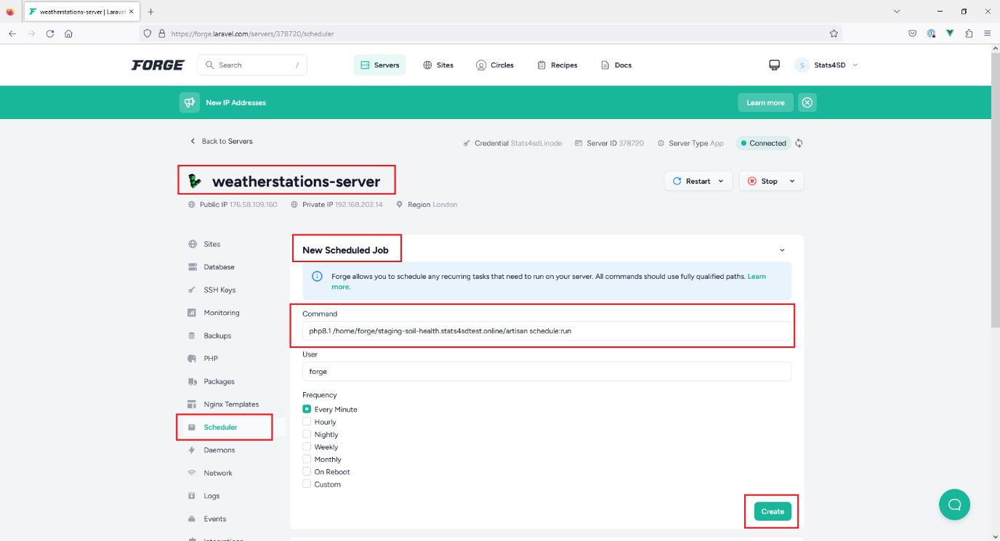 weatherstations-server | Laravel
https://forge.laravel.com/servers/378720/scheduler
FORGE
Search /
Servers
Sites
Circles
Recipes
Docs
S
Stats4SD
New IP Addresses
Learn more
Back to Servers
Credential Stats4sdLinode
Server ID 378720
Server Type App
Connected
weatherstations-server
Restart
Stop
Public IP 176.58.109.160
Private IP 192.168.202.14
Region London
Sites
Database
SSH Keys
Monitoring
Backups
PHP
Packages
Nginx Templates
Scheduler
Daemons
Network
Logs
Events
Integrations
New Scheduled Job
Forge allows you to schedule any recurring tasks that need to run on your server. All commands should use fully qualified paths. Learn
more.
Command
php8.1 /home/forge/staging-soil-health.stats4sdtest.online/artisan schedule:run
User
forge
Frequency
Every Minute
Hourly
Nightly
Weekly
Monthly
On Reboot
Custom
Create